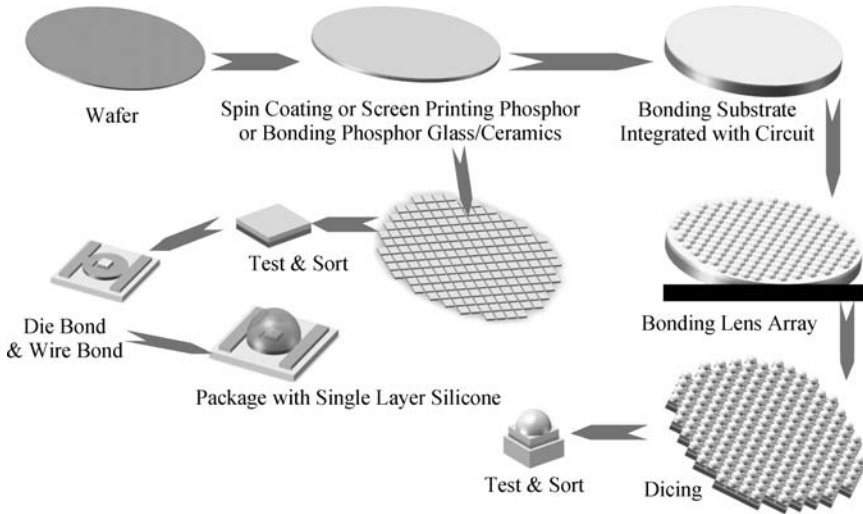 Wafer
Spin Coating or Screen Printing Phosphor
or Bonding Phosphor Glass/Ceramics
Bonding Substrate
Integrated with Circuit
Test & Sort
Die Bond
& Wire Bond
Bonding Lens Array
Package with Single Layer Silicone
Test & Sort
Dicing